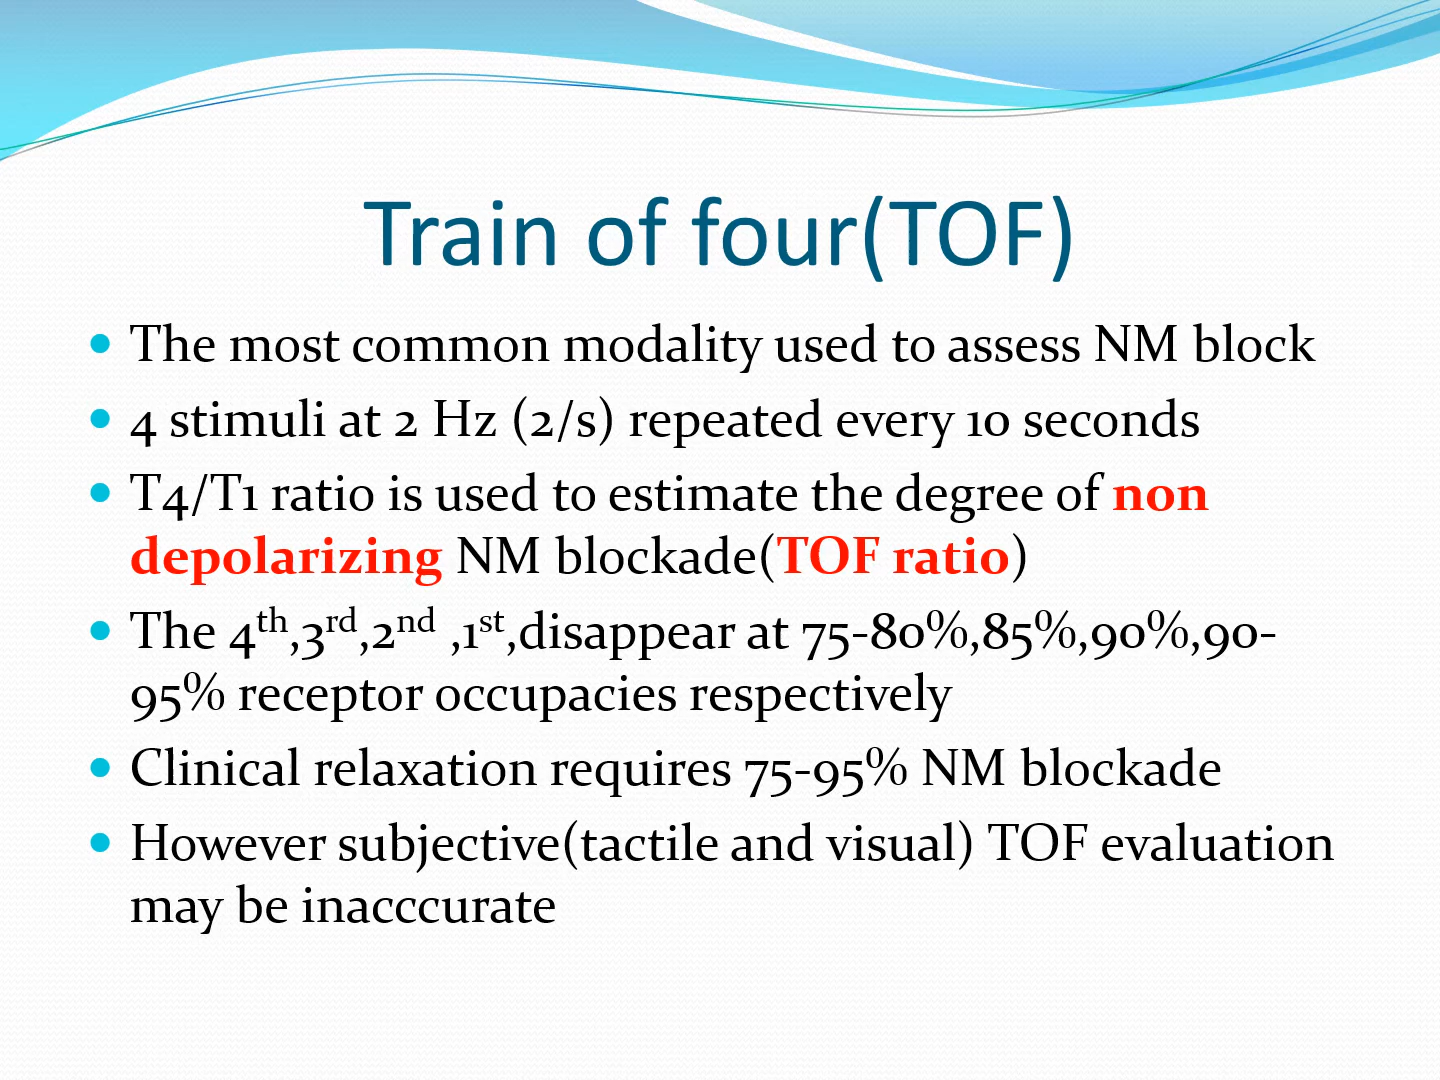 Train of four(TOF)
• The most common modality used to assess NM block
• 4 stimuli at 2 Hz (2/s) repeated every 10 seconds
• T4/T1 ratio is used to estimate the degree of non
depolarizing NM blockade(TOF ratio)
• The 4th,3rd,2nd ,1st,disappear at 75-80%,85%,90%,90-
95% receptor occupacies respectively
• Clinical relaxation requires 75-95% NM blockade
• However subjective(tactile and visual) TOF evaluation
may be inacccurate